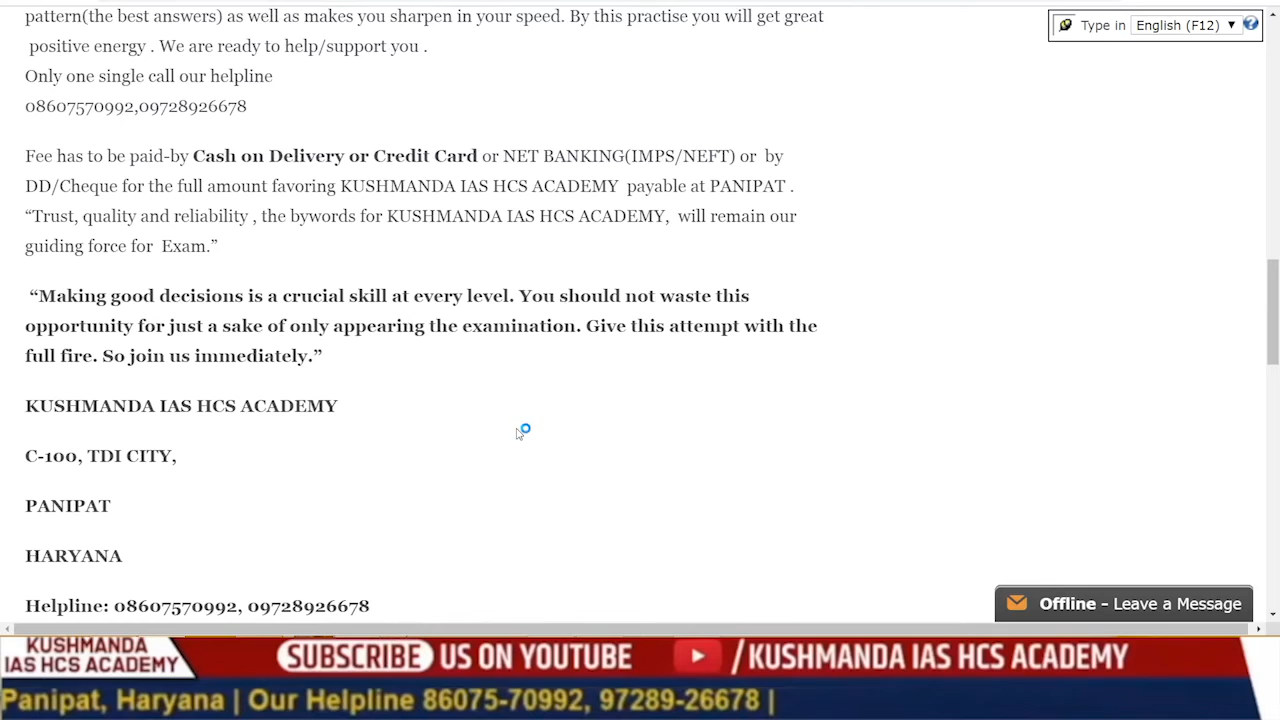 pattern(the best answers) as well as makes you sharpen in your speed. By this practise you will get great
positive energy . We are ready to help/support you .
Only one single call our helpline
08607570992,09728926678
Fee has to be paid-by Cash on Delivery or Credit Card or NET BANKING(IMPS/NEFT) or by
DD/Cheque for the full amount favoring KUSHMANDA IAS HCS ACADEMY payable at PANIPAT .
“Trust, quality and reliability , the bywords for KUSHMANDA IAS HCS ACADEMY, will remain our
guiding force for Exam.”
“Making good decisions is a crucial skill at every level. You should not waste this
opportunity for just a sake of only appearing the examination. Give this attempt with the
full fire. So join us immediately.”
KUSHMANDA IAS HCS ACADEMY
C-100, TDI CITY,
PANIPAT
HARYANA
Helpline: 08607570992, 09728926678
Type in English (F12)
Offline - Leave a Message
KUSHMANDA
IAS HCS ACADEMY
SUBSCRIBE US ON YOUTUBE /KUSHMANDA IAS HCS ACADEMY
Panipat, Haryana | Our Helpline 86075-70992, 97289-26678 |